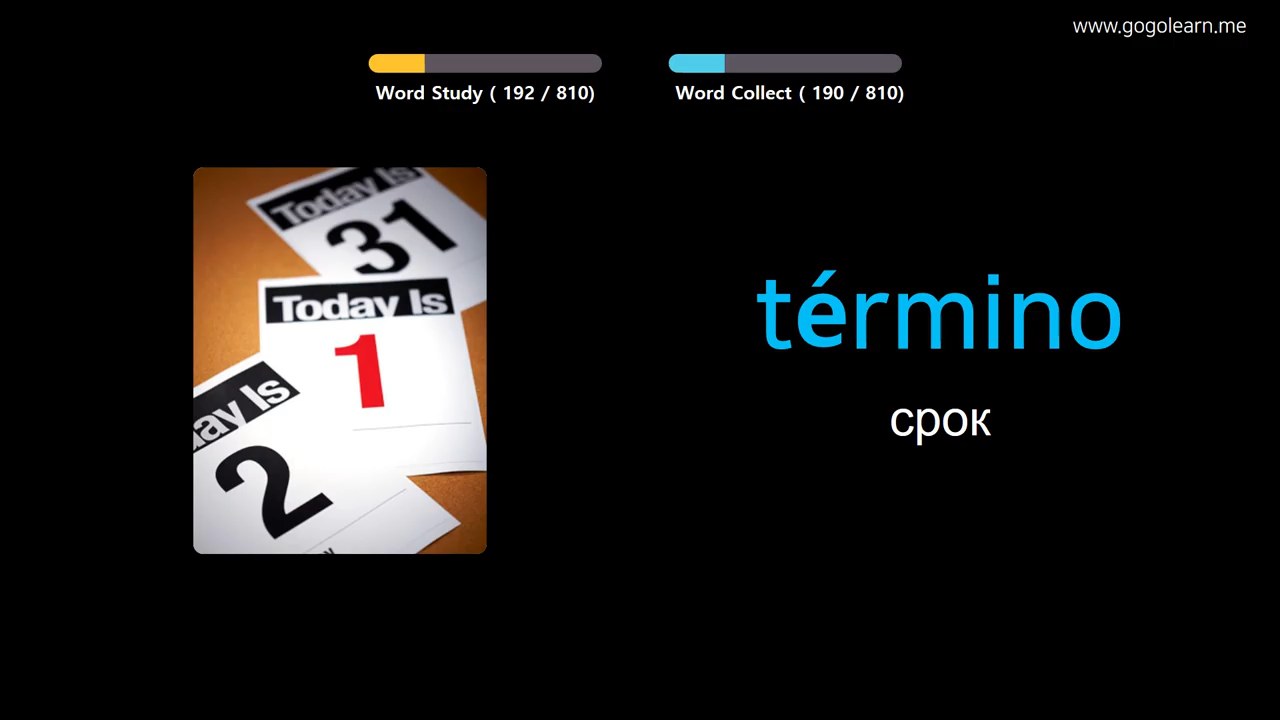 www.gogolearn.me
Word Study ( 192 / 810)
Word Collect ( 190 / 810)
Today Is
31
Today Is
1
ay Is
2
término
срок